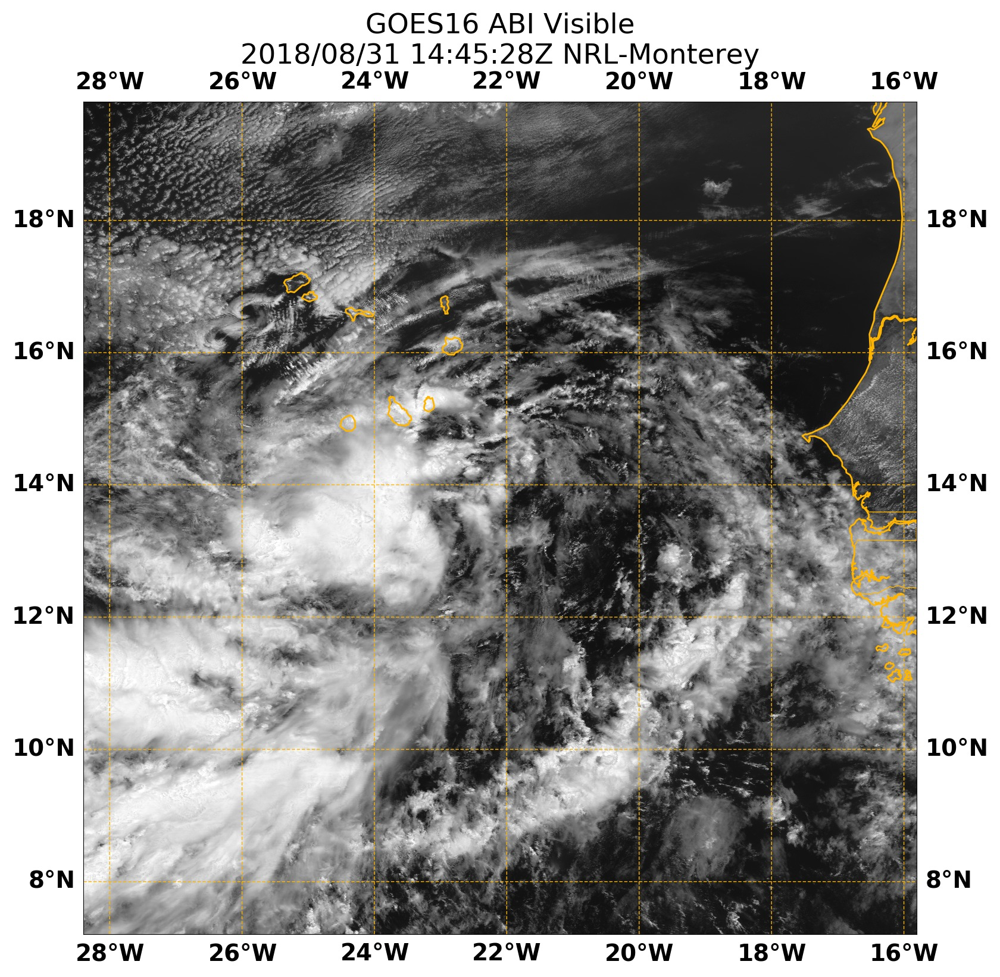 GOES16 ABI Visible
2018/08/31 14:45:28Z NRL-Monterey
28°W 26°W 24°W 22°W 20°W 18°W 16°W
18°N 18°N
16°N 16°N
14°N 14°N
12°N 12°N
10°N 10°N
8°N 8°N
28°W 26°W 24°W 22°W 20°W 18°W 16°W